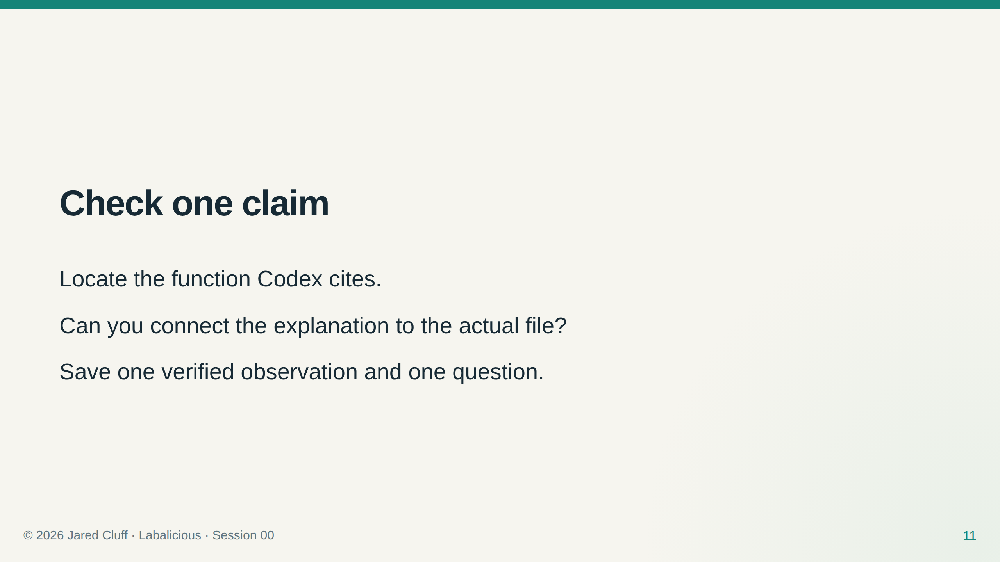 Check one claim
Locate the function Codex cites.
Can you connect the explanation to the actual file?
Save one verified observation and one question.
© 2026 Jared Cluff · Labalicious · Session 00
11